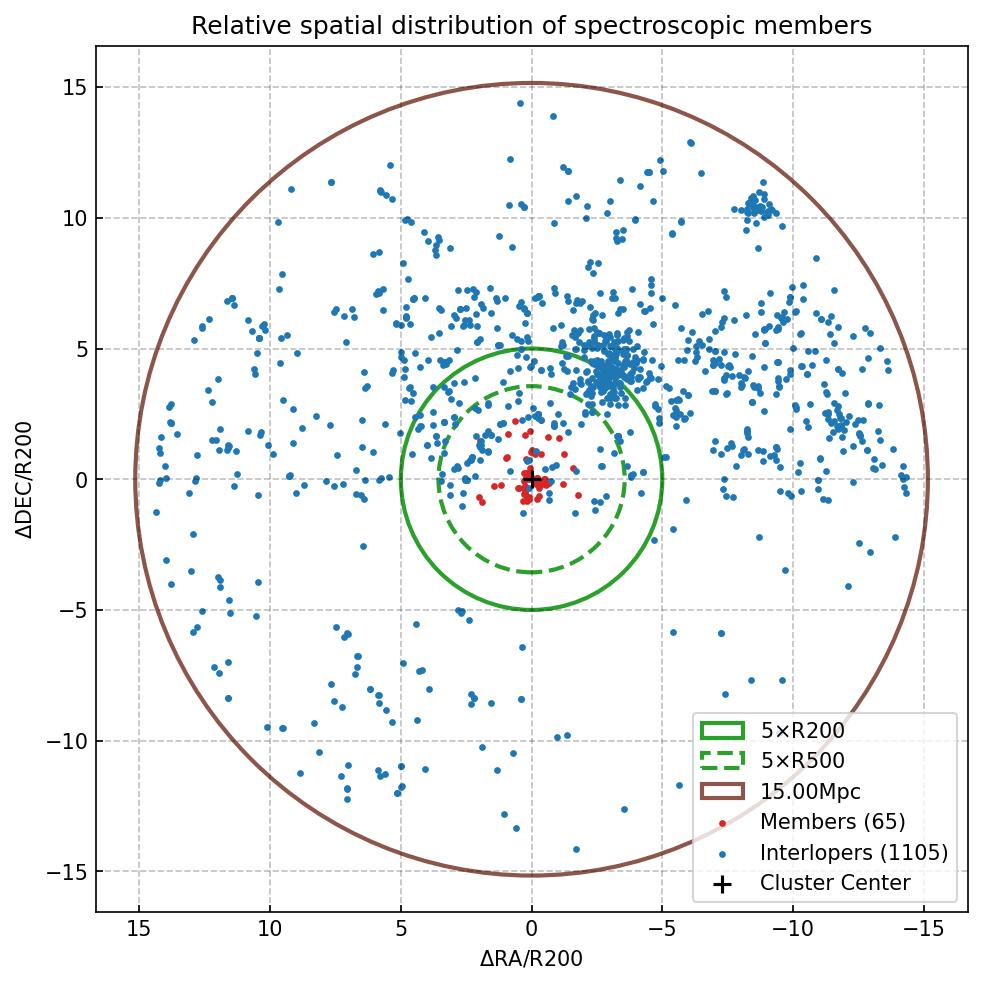 Relative spatial distribution of spectroscopic members
ΔDEC/R200
15
10
5
0
−5
−10
−15
15
10
5
0
−5
−10
−15
ΔRA/R200
5×R200
5×R500
15.00Mpc
Members (65)
Interlopers (1105)
Cluster Center